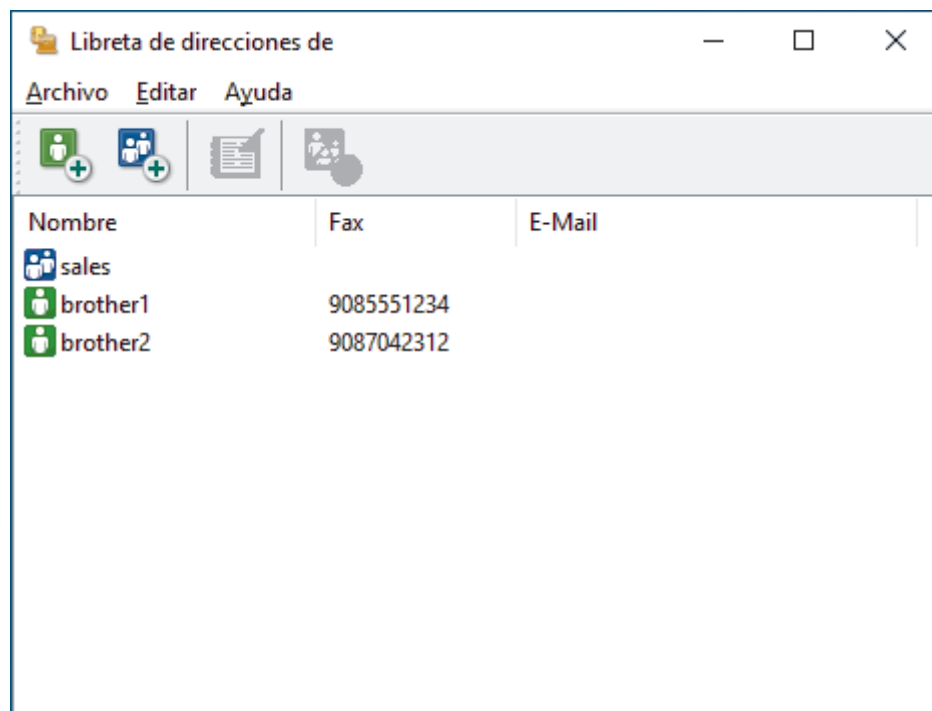 Libreta de direcciones de
Archivo Editar Ayuda
Nombre Fax E-Mail
sales
brother1 9085551234
brother2 9087042312